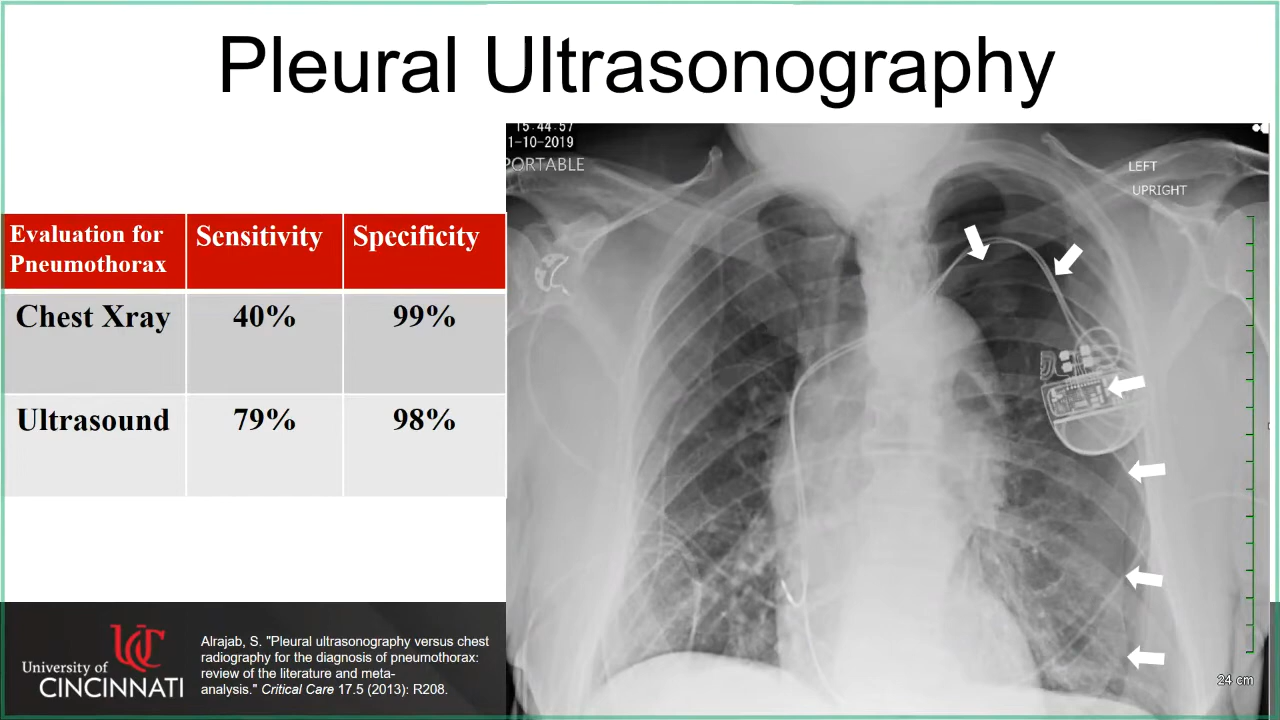 Pleural Ultrasonography
Evaluation for
Pneumothorax
Sensitivity
Specificity
Chest Xray
40%
99%
Ultrasound
79%
98%
15:44:57
1-10-2019
PORTABLE
LEFT
UPRIGHT
24 cm
UC
University of
CINCINNATI
Alrajab, S. "Pleural ultrasonography versus chest
radiography for the diagnosis of pneumothorax:
review of the literature and meta-
analysis." Critical Care 17.5 (2013): R208.